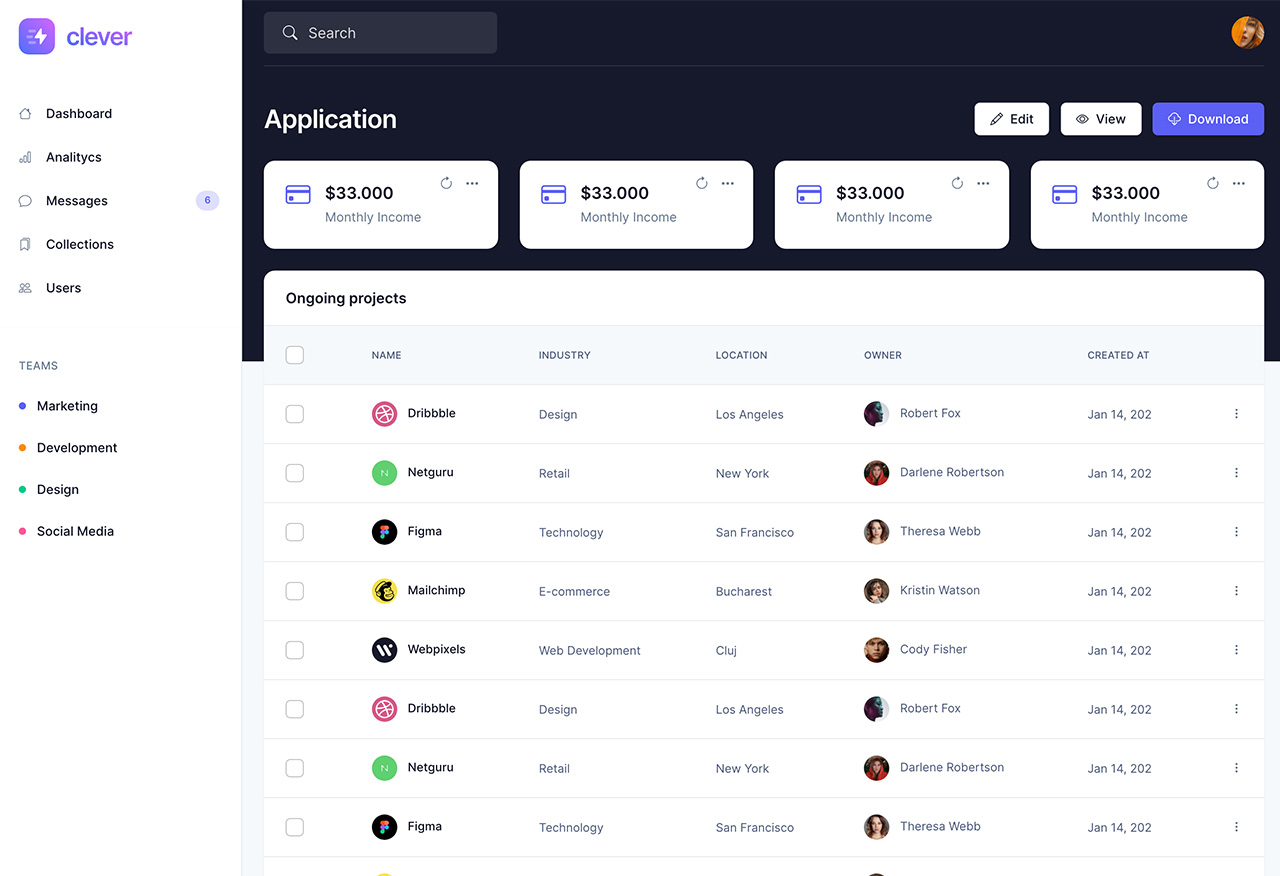 clever
Search
Dashboard
Analitycs
Messages 6
Collections
Users
TEAMS
Marketing
Development
Design
Social Media
Application
Edit View Download
$33.000 $33.000 $33.000 $33.000
Monthly Income Monthly Income Monthly Income Monthly Income
Ongoing projects
NAME INDUSTRY LOCATION OWNER CREATED AT
Dribbble Design Los Angeles Robert Fox Jan 14, 202
N Netguru Retail New York Darlene Robertson Jan 14, 202
Figma Technology San Francisco Theresa Webb Jan 14, 202
Mailchimp E-commerce Bucharest Kristin Watson Jan 14, 202
Webpixels Web Development Cluj Cody Fisher Jan 14, 202
Dribbble Design Los Angeles Robert Fox Jan 14, 202
N Netguru Retail New York Darlene Robertson Jan 14, 202
Figma Technology San Francisco Theresa Webb Jan 14, 202